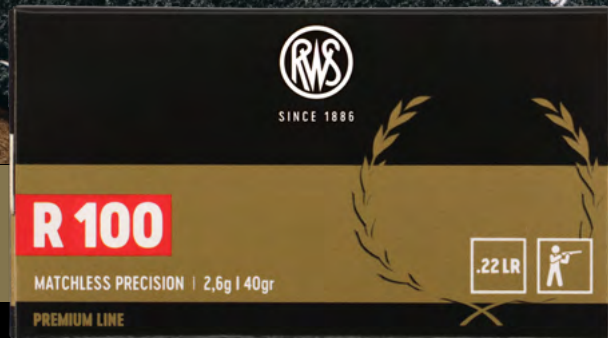 RWS
SINCE 1886
R 100
MATCHLESS PRECISION | 2,6g | 40gr
.22 LR
PREMIUM LINE